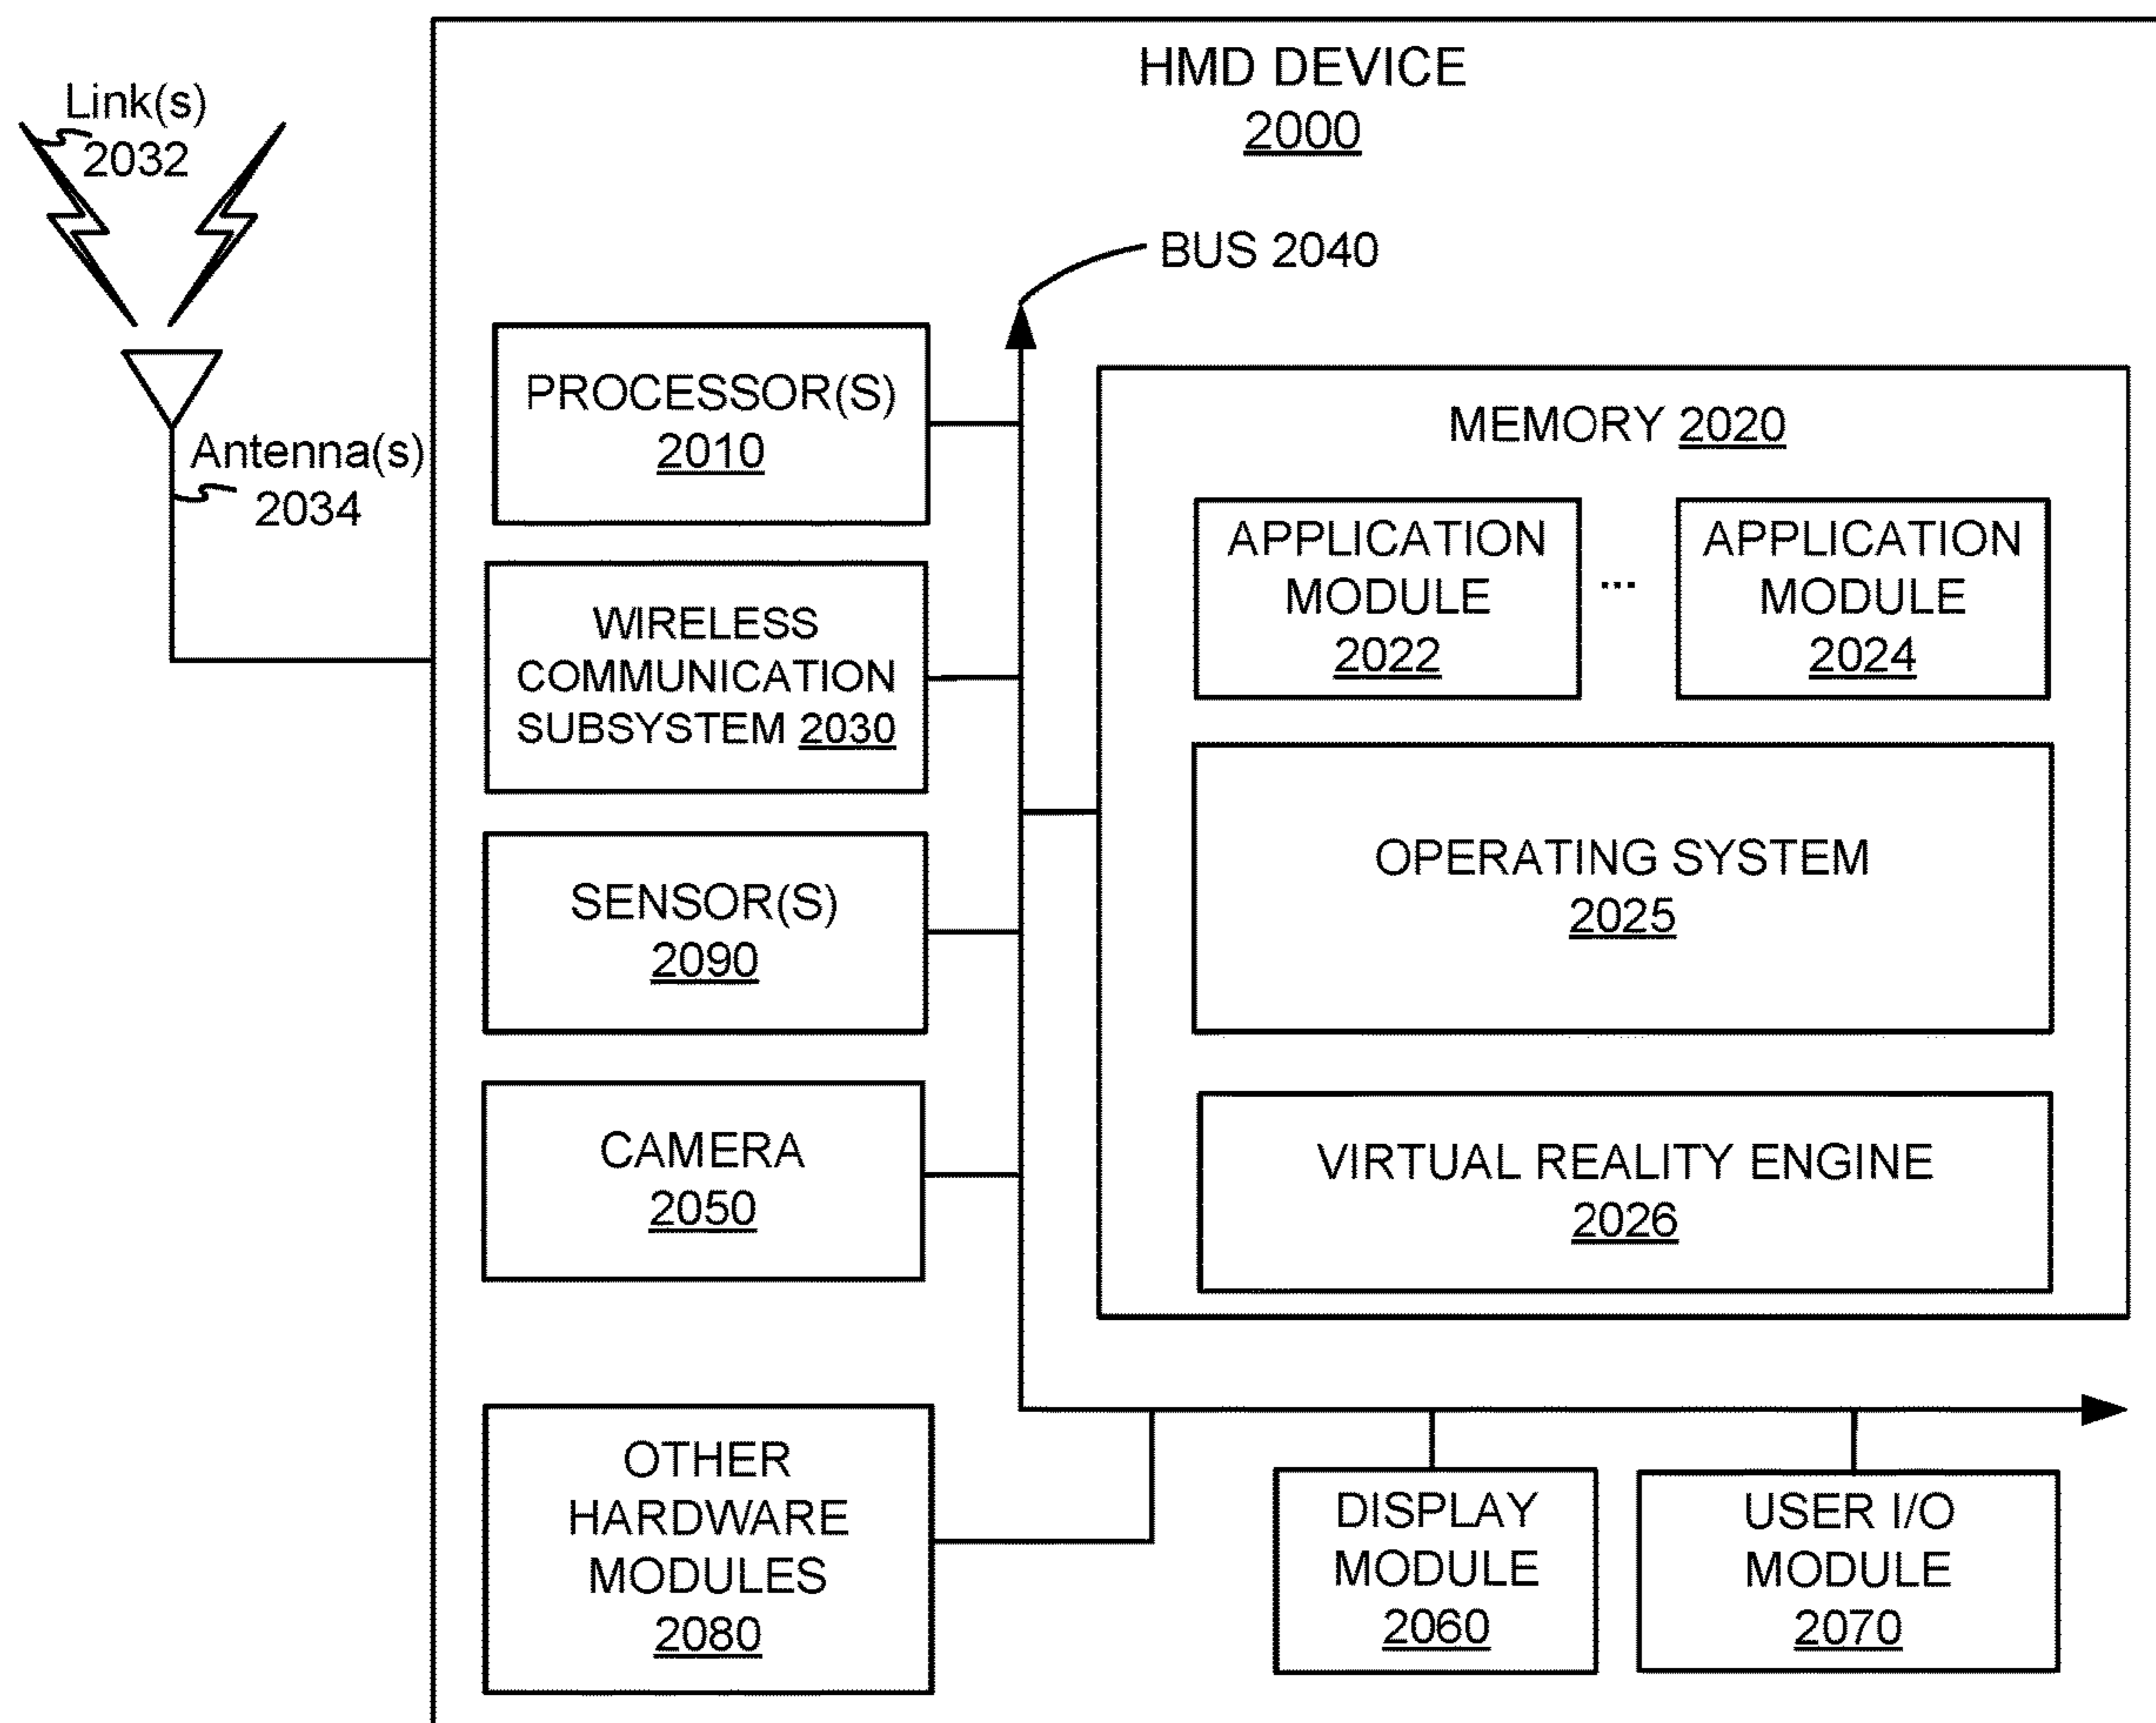 HMD DEVICE
2000
Link(s)
2032
BUS 2040
Antenna(s)
2034
PROCESSOR(S)
2010
WIRELESS
COMMUNICATION
SUBSYSTEM 2030
SENSOR(S)
2090
CAMERA
2050
OTHER
HARDWARE
MODULES
2080
MEMORY 2020
APPLICATION
MODULE
2022
...
APPLICATION
MODULE
2024
OPERATING SYSTEM
2025
VIRTUAL REALITY ENGINE
2026
DISPLAY
MODULE
2060
USER I/O
MODULE
2070